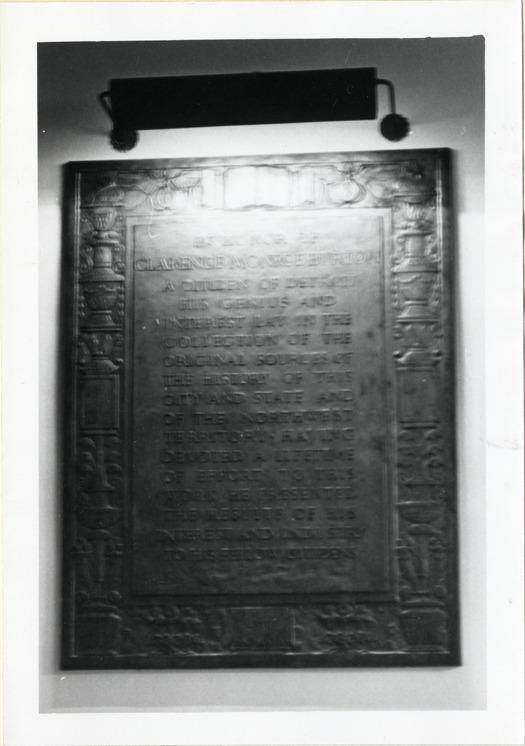 IN HONOR OF
CLARENCE MONROE BURTON
A CITIZEN OF DETROIT
HIS GENIUS AND
INTEREST LAY IN THE
COLLECTION OF THE
ORIGINAL SOURCES OF
THE HISTORY OF THIS
CITY AND STATE AND
OF THE NORTHWEST
TERRITORY · HAVING
DEVOTED A LIFETIME
OF EFFORT TO THIS
WORK HE PRESENTED
THE RESULTS OF HIS
INTEREST AND INDUSTRY
TO HIS FELLOW CITIZENS